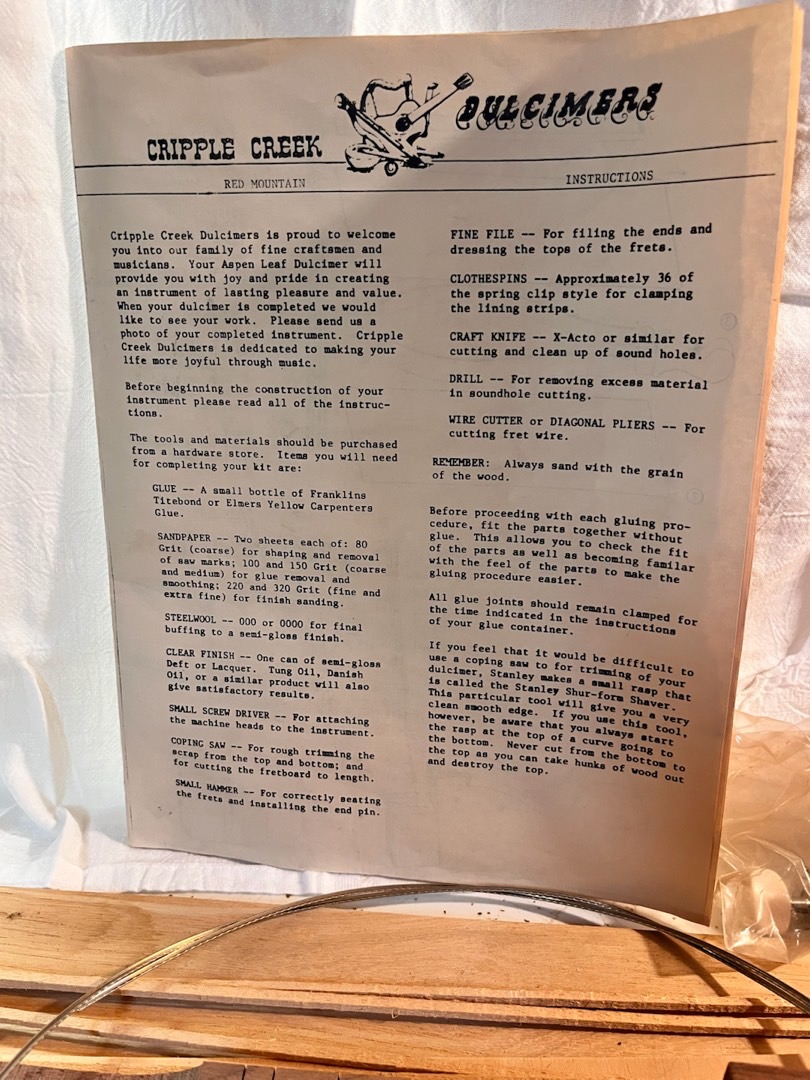 CRIPPLE CREEK
DULCIMERS
RED MOUNTAIN
INSTRUCTIONS
Cripple Creek Dulcimers is proud to welcome
you into our family of fine craftsmen and
musicians. Your Aspen Leaf Dulcimer will
provide you with joy and pride in creating
an instrument of lasting pleasure and value.
When your dulcimer is completed we would
like to see your work. Please send us a
photo of your completed instrument. Cripple
Creek Dulcimers is dedicated to making your
life more joyful through music.
Before beginning the construction of your
instrument please read all of the instruc-
tions.
The tools and materials should be purchased
from a hardware store. Items you will need
for completing your kit are:
GLUE -- A small bottle of Franklins
Titebond or Elmers Yellow Carpenters
Glue.
SANDPAPER -- Two sheets each of: 80
Grit (coarse) for shaping and removal
of saw marks; 100 and 150 Grit (coarse
and medium) for glue removal and
smoothing; 220 and 320 Grit (fine and
extra fine) for finish sanding.
STEELWOOL -- 000 or 0000 for final
buffing to a semi-gloss finish.
CLEAR FINISH -- One can of semi-gloss
Deft or Lacquer. Tung Oil, Danish
Oil, or a similar product will also
give satisfactory results.
SMALL SCREW DRIVER -- For attaching
the machine heads to the instrument.
COPING SAW -- For rough trimming the
scrap from the top and bottom; and
for cutting the fretboard to length.
SMALL HAMMER -- For correctly seating
the frets and installing the end pin.
FINE FILE -- For filing the ends and
dressing the tops of the frets.
CLOTHESPINS -- Approximately 36 of
the spring clip style for clamping
the lining strips.
CRAFT KNIFE -- X-Acto or similar for
cutting and clean up of sound holes.
DRILL -- For removing excess material
in soundhole cutting.
WIRE CUTTER or DIAGONAL PLIERS -- For
cutting fret wire.
REMEMBER: Always sand with the grain
of the wood.
Before proceeding with each gluing pro-
cedure, fit the parts together without
glue. This allows you to check the fit
of the parts as well as becoming familar
with the feel of the parts to make the
gluing procedure easier.
All glue joints should remain clamped for
the time indicated in the instructions
of your glue container.
If you feel that it would be difficult to
use a coping saw to for trimming of your
dulcimer, Stanley makes a small rasp that
is called the Stanley Shur-form Shaver.
This particular tool will give you a very
clean smooth edge. If you use this tool,
however, be aware that you always start
the rasp at the top of a curve going to
the bottom. Never cut from the bottom to
the top as you can take hunks of wood out
and destroy the top.